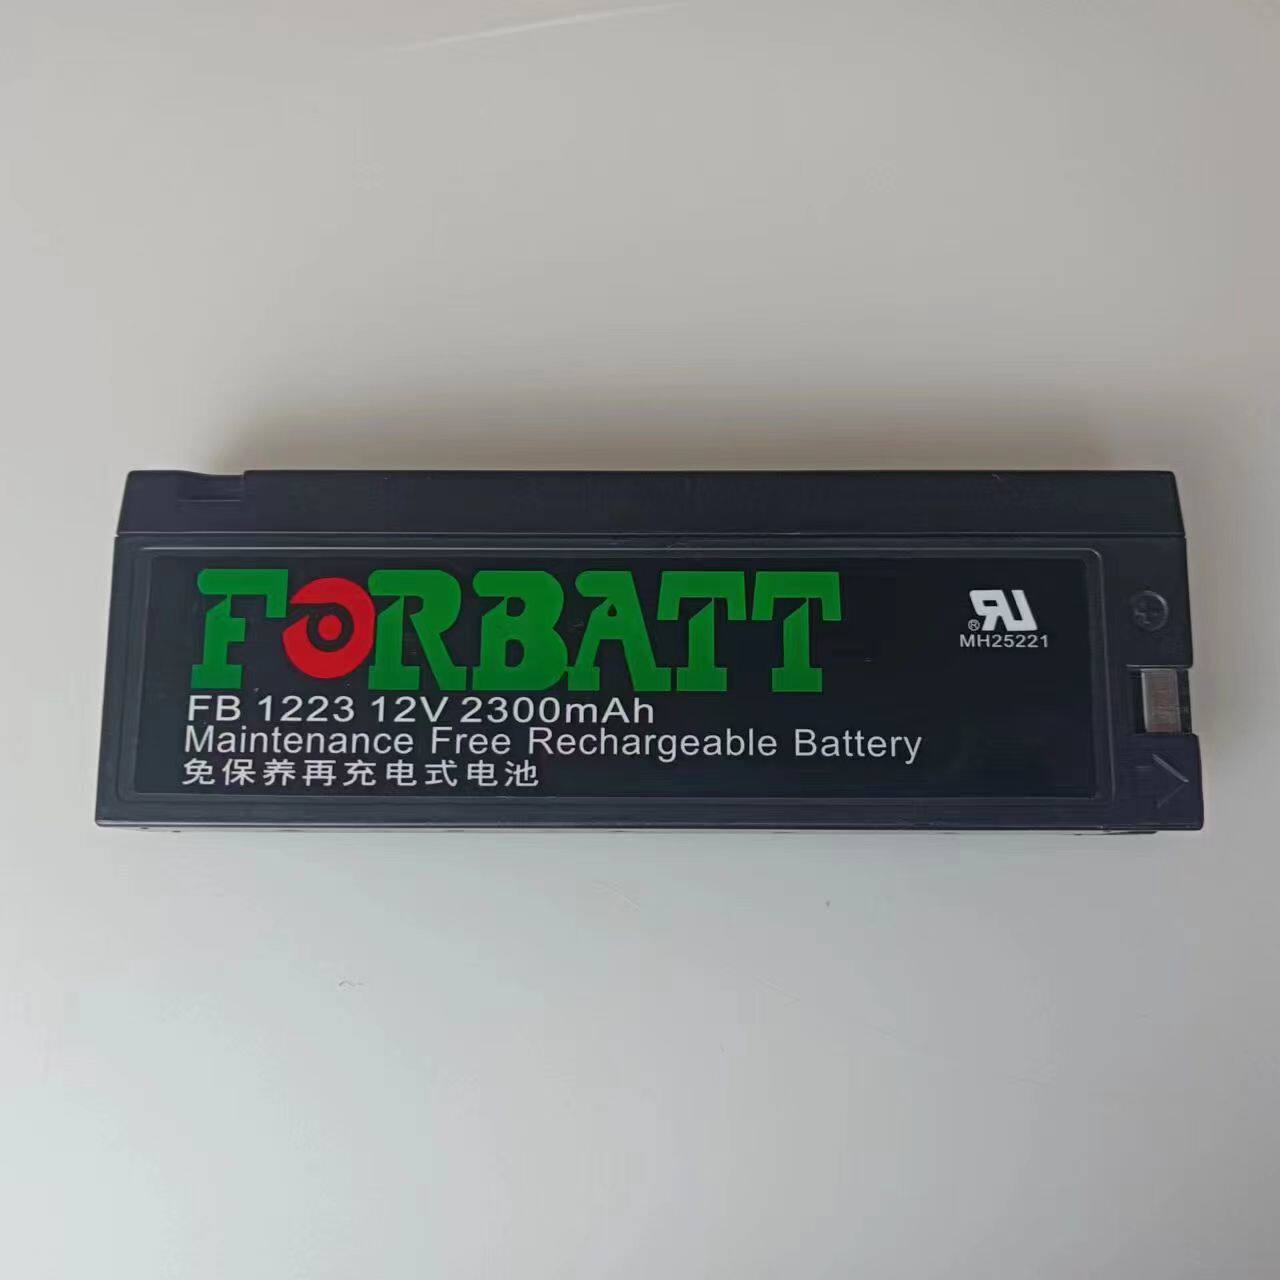 FORBATT
FB 1223 12V 2300mAh
Maintenance Free Rechargeable Battery
免保养再充电式电池
RU®
MH25221